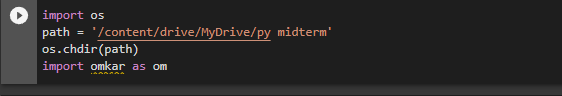 import os
path = '/content/drive/MyDrive/py midterm'
os.chdir(path)
import omkar as om